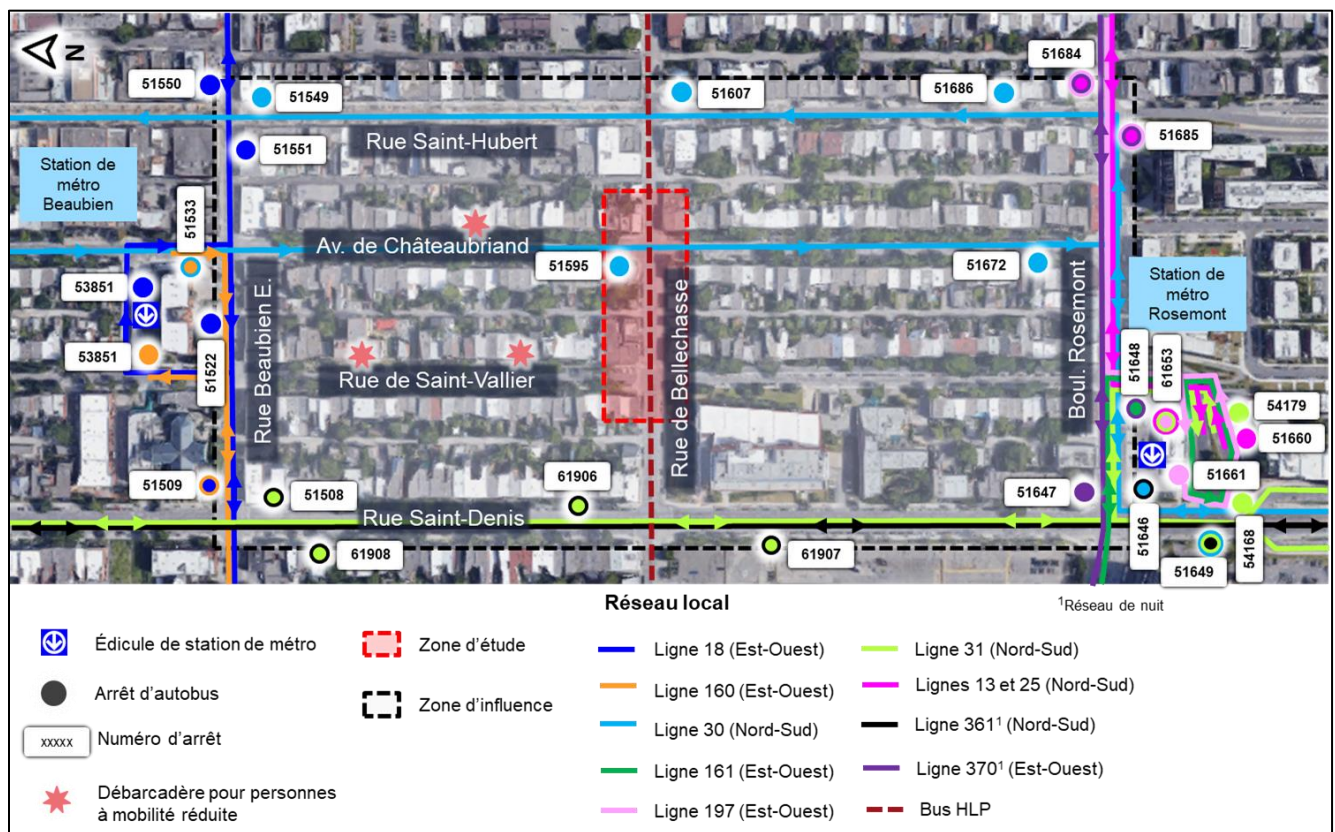 N
51550
51549
51607
51686
51684
Rue Saint-Hubert
51685
51551
Station de
métro
Beaubien
51533
Av. de Châteaubriand
51595
51672
53851
Station de
métro
Rosemont
53851
51522
Rue Beaubien E.
Rue de Saint-Vallier
Rue de Bellechasse
Boul. Rosemont
51648
61653
54179
51660
51661
51509
51508
61906
51647
Rue Saint-Denis
51646
54168
61908
61907
51649
Réseau local
¹Réseau de nuit
Édicule de station de métro
Zone d'étude
Ligne 18 (Est-Ouest)
Ligne 31 (Nord-Sud)
Arrêt d'autobus
Zone d'influence
Ligne 160 (Est-Ouest)
Lignes 13 et 25 (Nord-Sud)
xxxxx
Numéro d'arrêt
Ligne 30 (Nord-Sud)
Ligne 361¹ (Nord-Sud)
Débarcadère pour personnes
à mobilité réduite
Ligne 161 (Est-Ouest)
Ligne 370¹ (Est-Ouest)
Ligne 197 (Est-Ouest)
Bus HLP